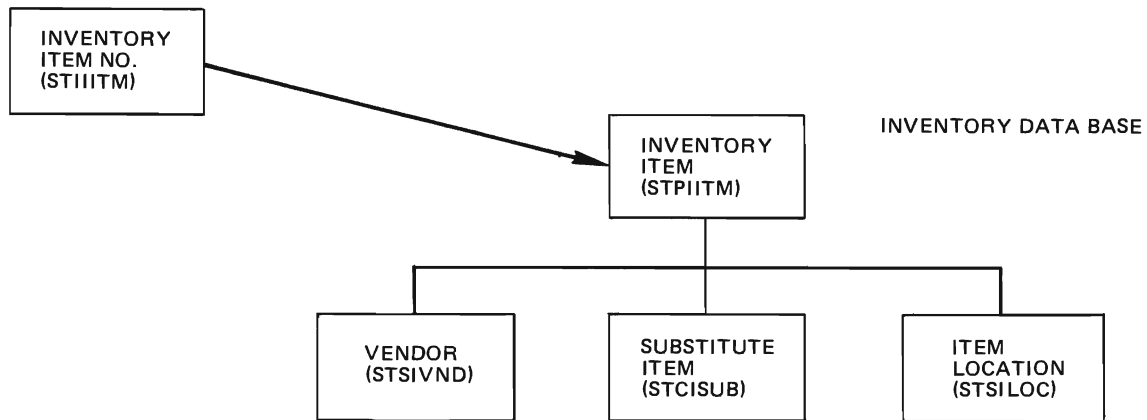 INVENTORY
ITEM NO.
(STIIITM)
INVENTORY DATA BASE
INVENTORY
ITEM
(STPIITM)
VENDOR
(STSIVND)
SUBSTITUTE
ITEM
(STCISUB)
ITEM
LOCATION
(STSILOC)